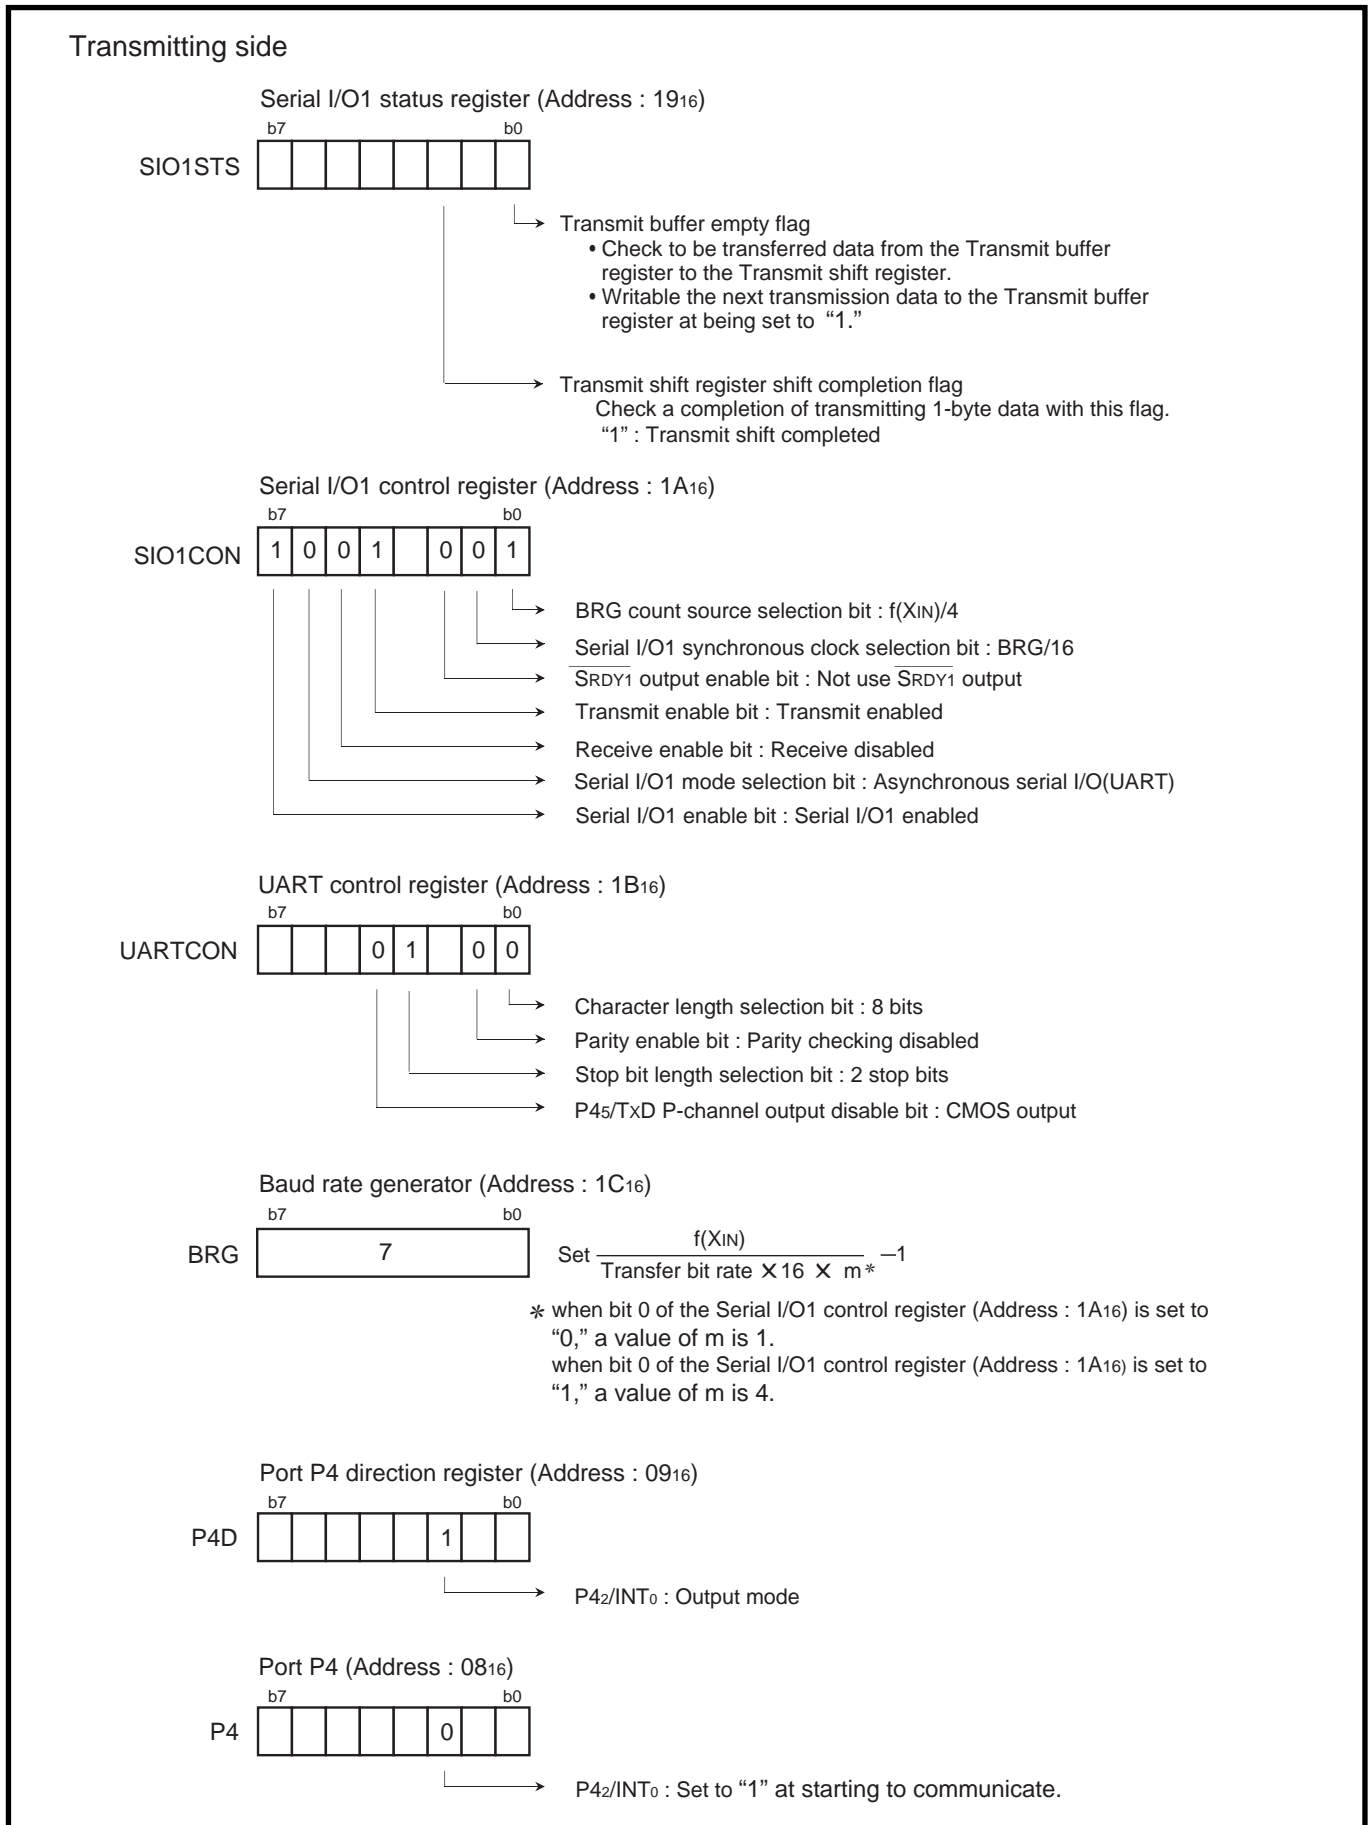 Transmitting side
Serial I/O1 status register (Address : 1916)
b7 b0
SIO1STS
Transmit buffer empty flag
• Check to be transferred data from the Transmit buffer
register to the Transmit shift register.
• Writable the next transmission data to the Transmit buffer
register at being set to “1.”
Transmit shift register shift completion flag
Check a completion of transmitting 1-byte data with this flag.
“1” : Transmit shift completed
Serial I/O1 control register (Address : 1A16)
b7 b0
SIO1CON 1 0 0 1 0 0 1
BRG count source selection bit : f(XIN)/4
Serial I/O1 synchronous clock selection bit : BRG/16
SRDY1 output enable bit : Not use SRDY1 output
Transmit enable bit : Transmit enabled
Receive enable bit : Receive disabled
Serial I/O1 mode selection bit : Asynchronous serial I/O(UART)
Serial I/O1 enable bit : Serial I/O1 enabled
UART control register (Address : 1B16)
b7 b0
UARTCON 0 1 0 0
Character length selection bit : 8 bits
Parity enable bit : Parity checking disabled
Stop bit length selection bit : 2 stop bits
P45/TXD P-channel output disable bit : CMOS output
Baud rate generator (Address : 1C16)
b7 b0
BRG 7 Set f(XIN)
Transfer bit rate ✕ 16 ✕ m* –1
* when bit 0 of the Serial I/O1 control register (Address : 1A16) is set to
“0,” a value of m is 1.
when bit 0 of the Serial I/O1 control register (Address : 1A16) is set to
“1,” a value of m is 4.
Port P4 direction register (Address : 0916)
b7 b0
P4D 1
P42/INT0 : Output mode
Port P4 (Address : 0816)
b7 b0
P4 0
P42/INT0 : Set to “1” at starting to communicate.